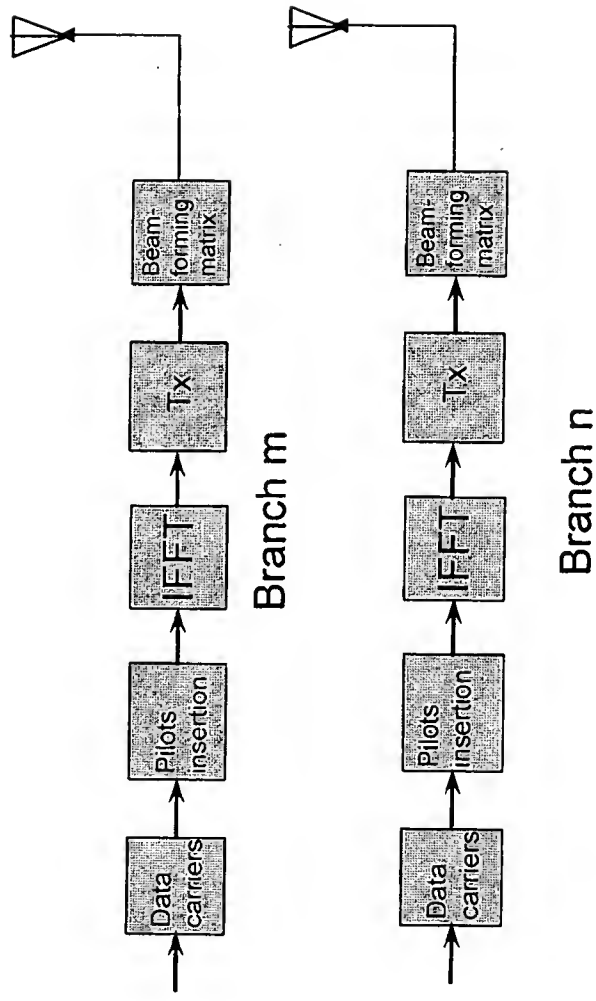 Data
carriers
Pilots
insertion
IFFT
Tx
Beam-
forming
matrix
Branch m
Data
carriers
Pilots
insertion
IFFT
Tx
Beam-
forming
matrix
Branch n